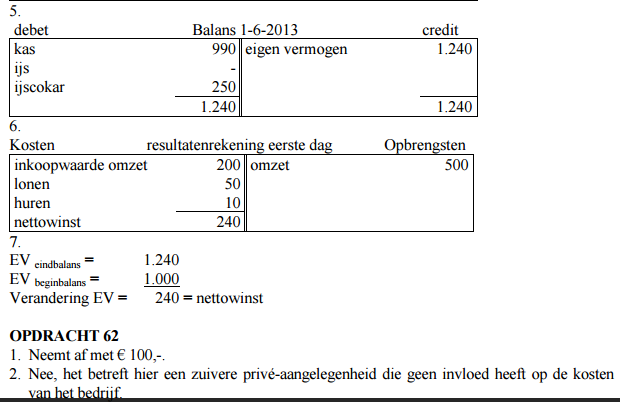 5.
debet Balans 1-6-2013 credit
kas 990 eigen vermogen 1.240
ijs -
ijscokar 250
1.240 1.240
6.
Kosten resultatenrekening eerste dag Opbrengsten
inkoopwaarde omzet 200 omzet 500
lonen 50
huren 10
nettowinst 240
7.
EV eindbalans = 1.240
EV beginbalans = 1.000
Verandering EV = 240 = nettowinst
OPDRACHT 62
1. Neemt af met € 100,-.
2. Nee, het betreft hier een zuivere privé-aangelegenheid die geen invloed heeft op de kosten
van het bedrijf.